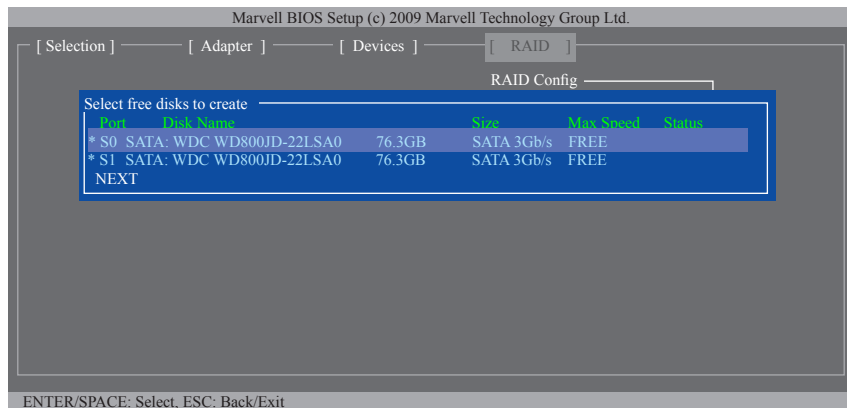 Marvell BIOS Setup (c) 2009 Marvell Technology Group Ltd.
[ Selection ] [ Adapter ] [ Devices ] [ RAID ]
RAID Config
Select free disks to create
Port Disk Name Size Max Speed Status
* S0 SATA: WDC WD800JD-22LSA0 76.3GB SATA 3Gb/s FREE
* S1 SATA: WDC WD800JD-22LSA0 76.3GB SATA 3Gb/s FREE
NEXT
ENTER/SPACE: Select, ESC: Back/Exit